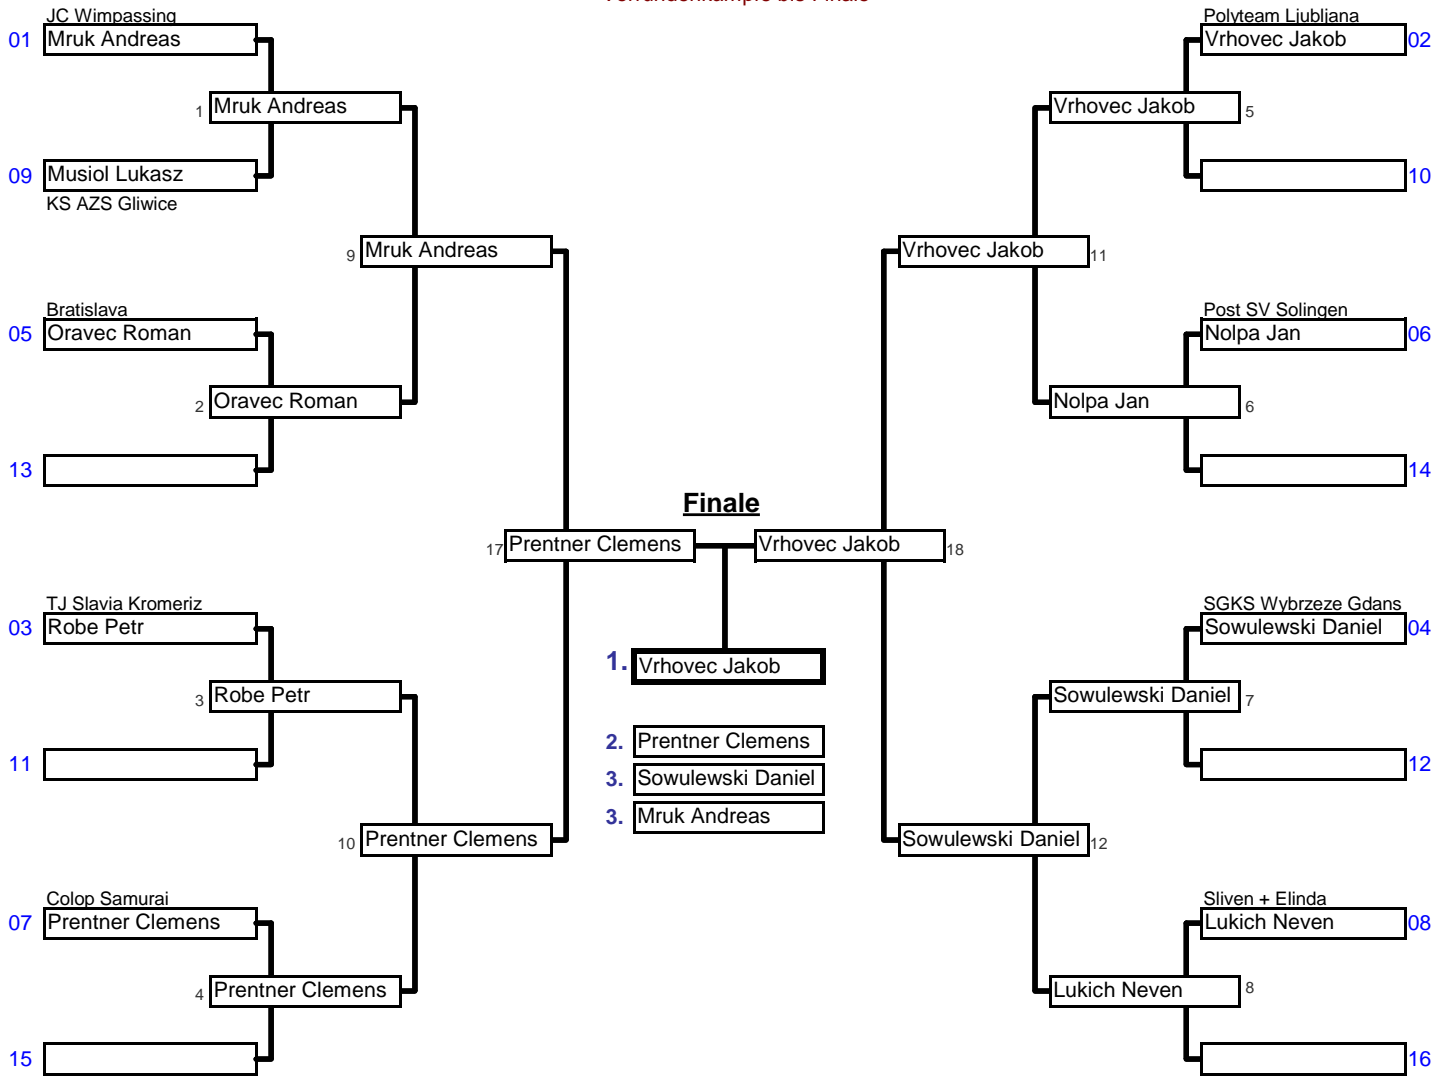 Vorrundenkämpfe bis Finale
JC Wimpassing
01 Mruk Andreas
1 Mruk Andreas
09 Musiol Lukasz
KS AZS Gliwice
9 Mruk Andreas
Bratislava
05 Oravec Roman
2 Oravec Roman
13
17 Prentner Clemens
TJ Slavia Kromeriz
03 Robe Petr
3 Robe Petr
11
10 Prentner Clemens
Colop Samurai
07 Prentner Clemens
4 Prentner Clemens
15
Finale
1. Vrhovec Jakob
2. Prentner Clemens
3. Sowulewski Daniel
3. Mruk Andreas
Polyteam Ljubljana
Vrhovec Jakob 02
Vrhovec Jakob 5
10
Vrhovec Jakob 11
Post SV Solingen
Nolpa Jan 06
Nolpa Jan 6
14
Vrhovec Jakob 18
SGKS Wybrzeze Gdans
Sowulewski Daniel 04
Sowulewski Daniel 7
12
Sowulewski Daniel 12
Sliven + Elinda
Lukich Neven 08
Lukich Neven 8
16